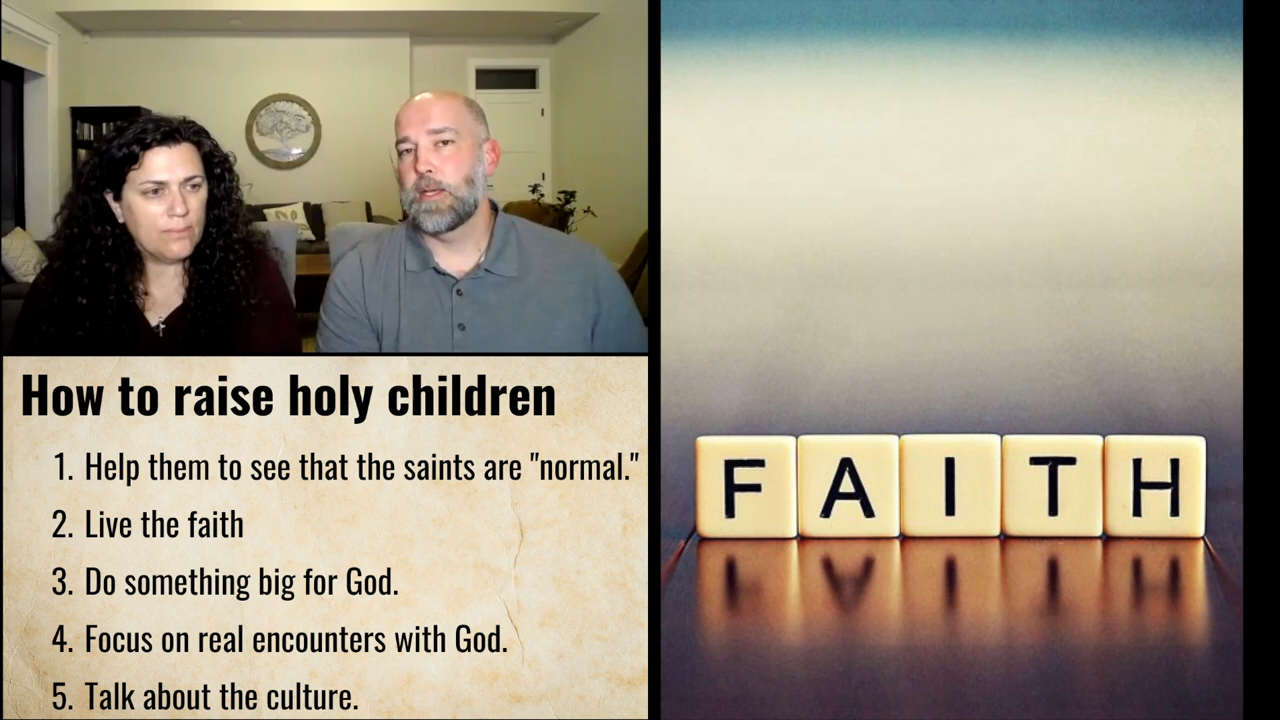 How to raise holy children
1. Help them to see that the saints are "normal."
2. Live the faith
3. Do something big for God.
4. Focus on real encounters with God.
5. Talk about the culture.
FAITH